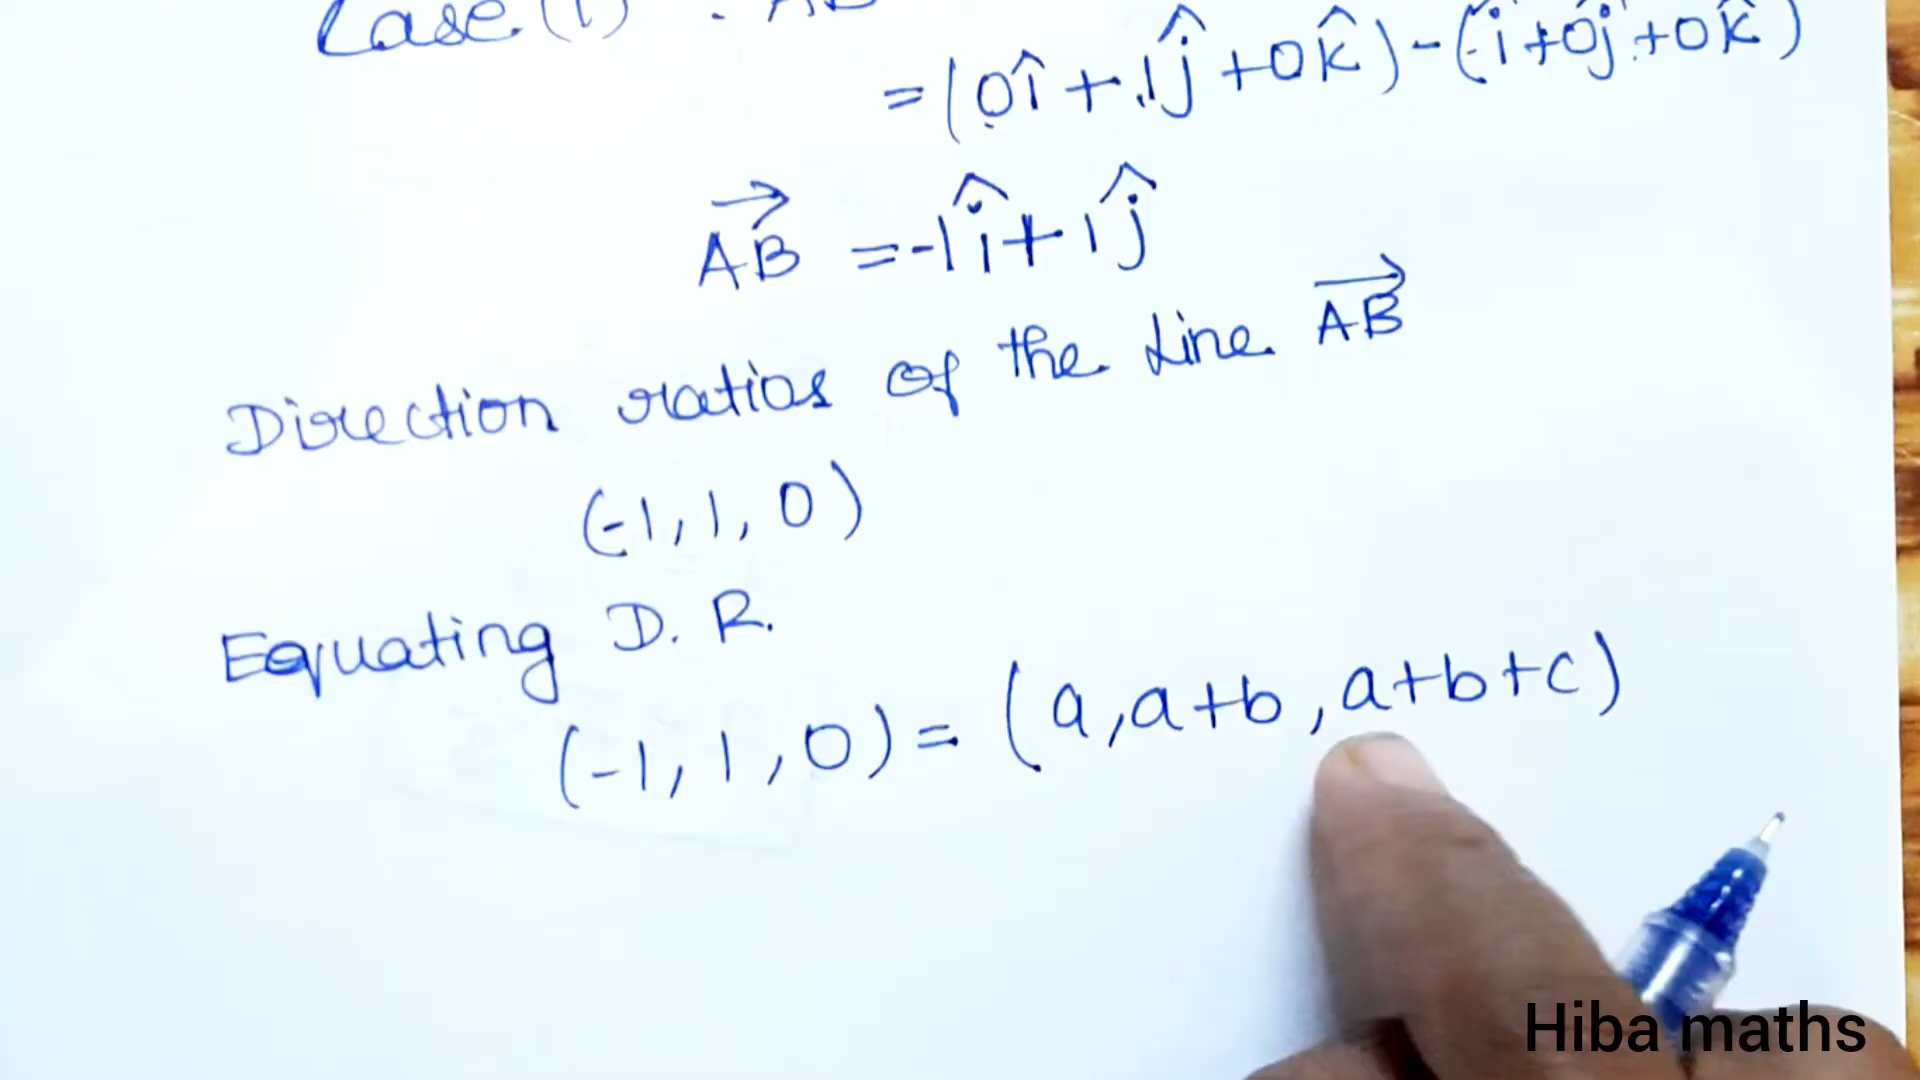 Case (i) : AB
= (0î + 1ĵ + 0k̂) - (î + 0ĵ + 0k̂)
AB⃗ = -1î + 1ĵ
Direction ratios of the Line AB⃗
(-1, 1, 0)
Equating D. R.
(-1, 1, 0) = (a, a+b, a+b+c)
Hiba maths